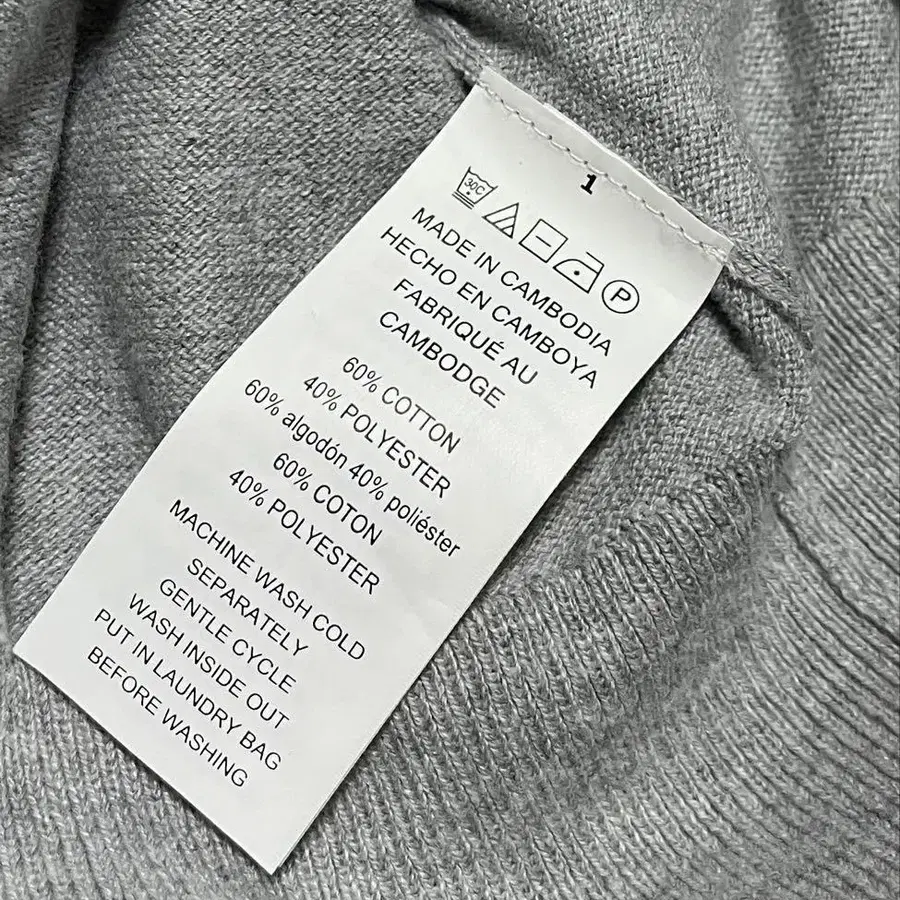 1
30C
P
MADE IN CAMBODIA
HECHO EN CAMBOYA
FABRIQUÉ AU
CAMBODGE
60% COTTON
40% POLYESTER
60% algodón 40% poliéster
60% COTON
40% POLYESTER
MACHINE WASH COLD
SEPARATELY
GENTLE CYCLE
WASH INSIDE OUT
PUT IN LAUNDRY BAG
BEFORE WASHING